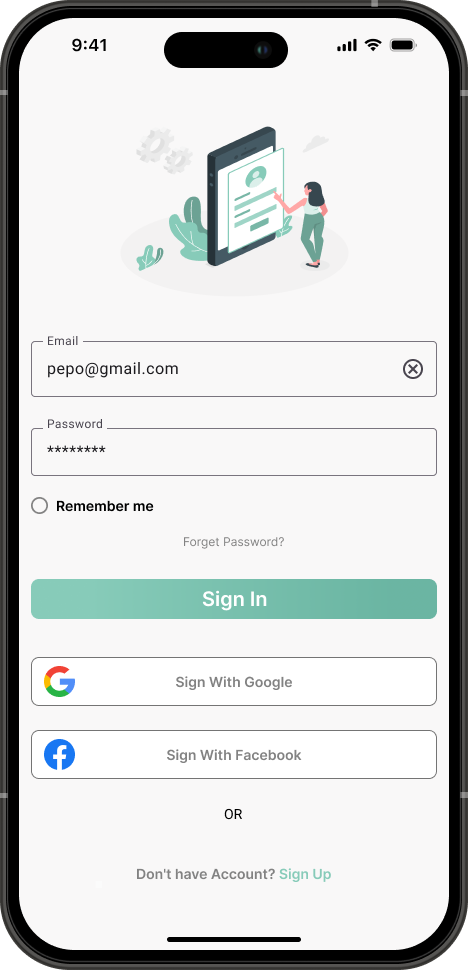 9:41
Email
pepo@gmail.com
Password
********
Remember me
Forget Password?
Sign In
Sign With Google
Sign With Facebook
OR
Don't have Account? Sign Up